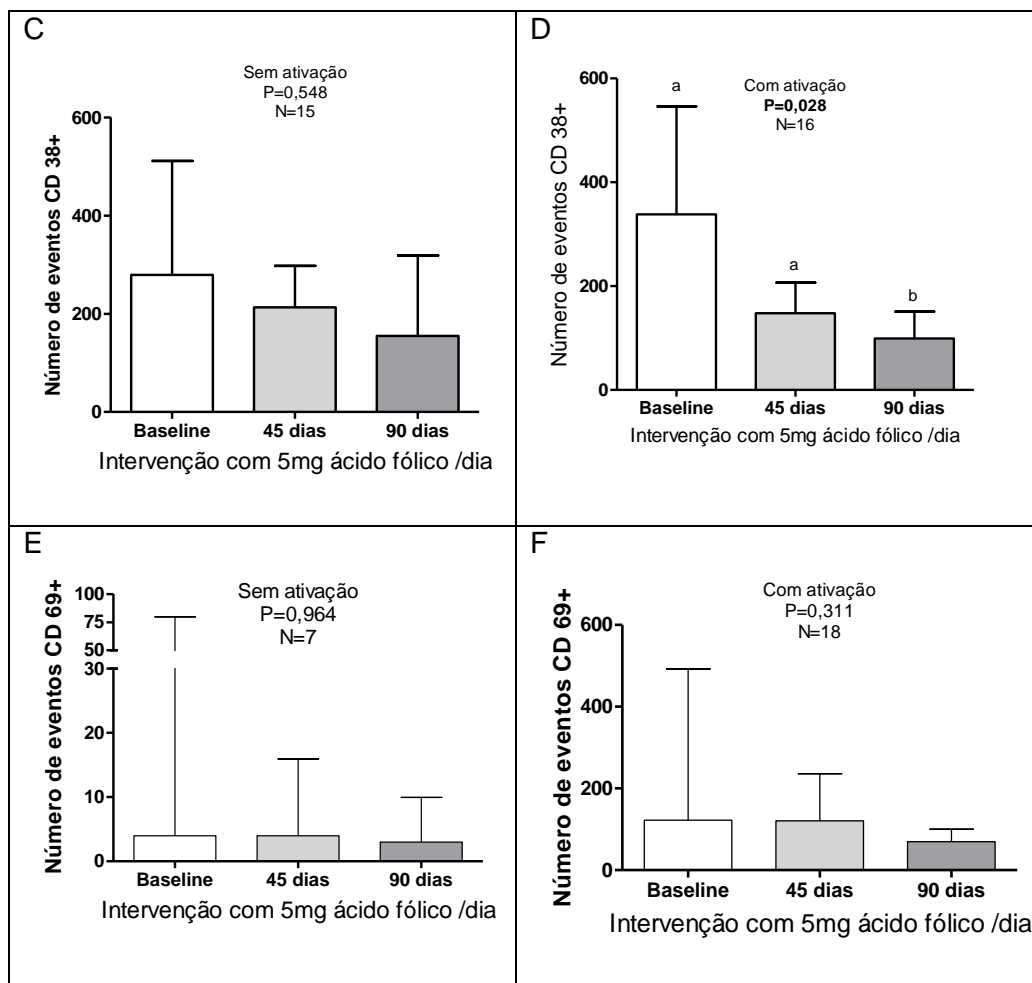 C
Sem ativação
P=0,548
N=15
Número de eventos CD 38+
600
400
200
0
Baseline 45 dias 90 dias
Intervenção com 5mg ácido fólico /dia
D
Com ativação
P=0,028
N=16
Número de eventos CD 38+
600
400
200
0
a
a
b
Baseline 45 dias 90 dias
Intervenção com 5mg ácido fólico /dia
E
Sem ativação
P=0,964
N=7
Número de eventos CD 69+
100
75
50
30
20
10
0
Baseline 45 dias 90 dias
Intervenção com 5mg ácido fólico /dia
F
Com ativação
P=0,311
N=18
Número de eventos CD 69+
600
400
200
0
Baseline 45 dias 90 dias
Intervenção com 5mg ácido fólico /dia